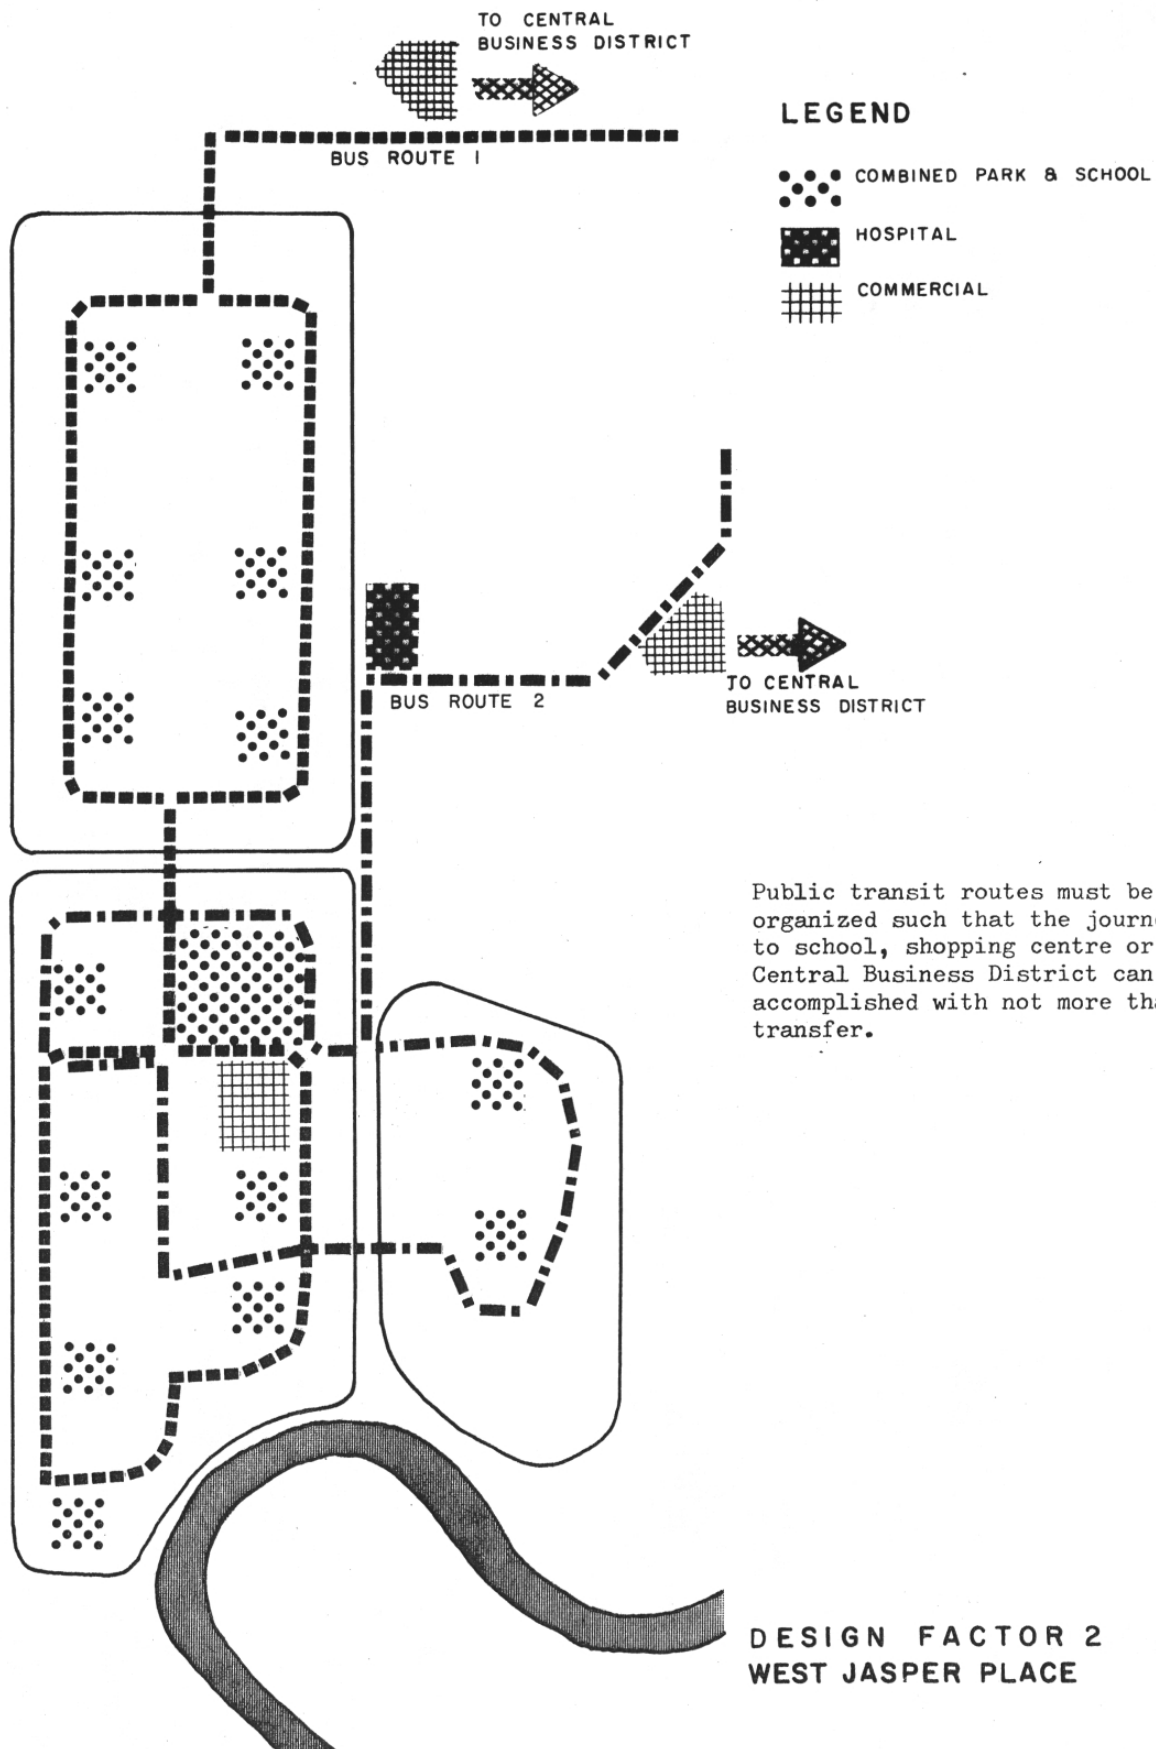 TO CENTRAL
BUSINESS DISTRICT
BUS ROUTE 1
LEGEND
COMBINED PARK & SCHOOL
HOSPITAL
COMMERCIAL
BUS ROUTE 2
TO CENTRAL
BUSINESS DISTRICT
Public transit routes must be
organized such that the journ
to school, shopping centre or
Central Business District can
accomplished with not more th
transfer.
DESIGN FACTOR 2
WEST JASPER PLACE